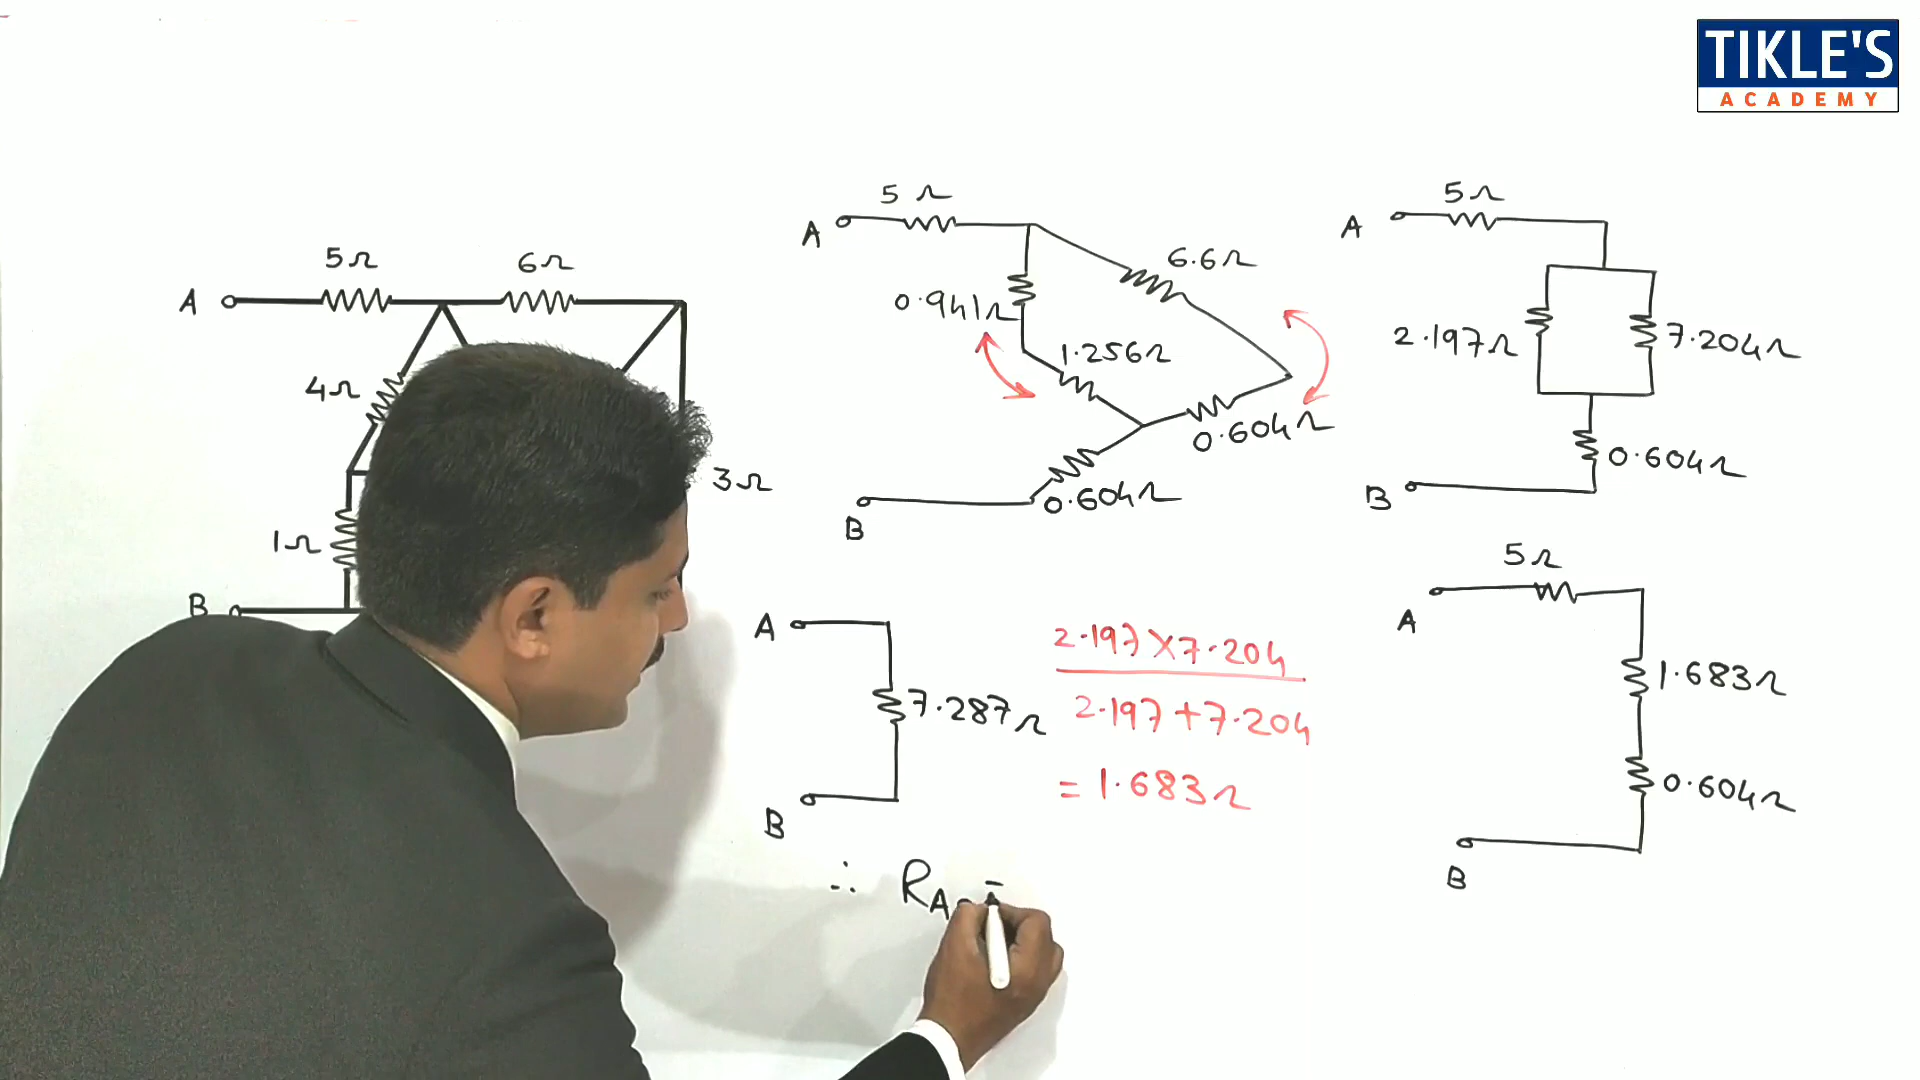 TIKLE'S
ACADEMY
5Ω
6Ω
A
4Ω
3Ω
1Ω
B
5Ω
A
6.6Ω
0.941Ω
1.256Ω
0.604Ω
0.604Ω
B
5Ω
A
2.197Ω
7.204Ω
0.604Ω
B
A
7.287Ω
B
2.197×7.204
2.197+7.204
=1.683Ω
5Ω
A
1.683Ω
0.604Ω
B
∴ RA